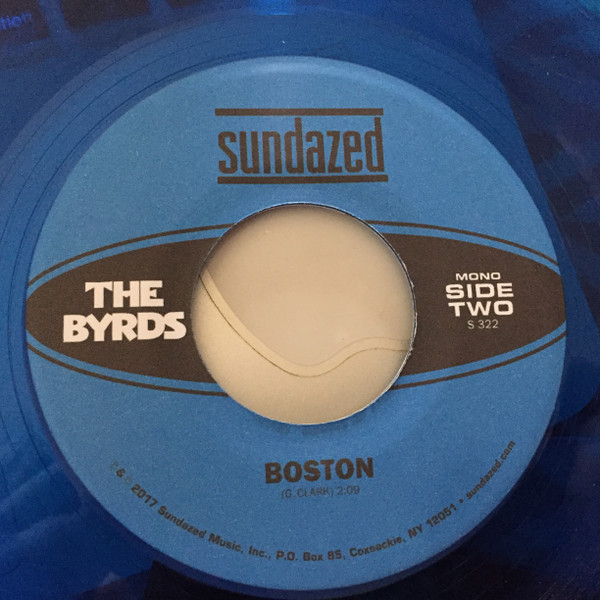 sundazed
THE
BYRDS
MONO
SIDE
TWO
S 322
BOSTON
(G. CLARK) 2:09
& 2017 Sundazed Music, Inc., P.O. Box 85, Coxsackie, NY 12051 • sundazed.com